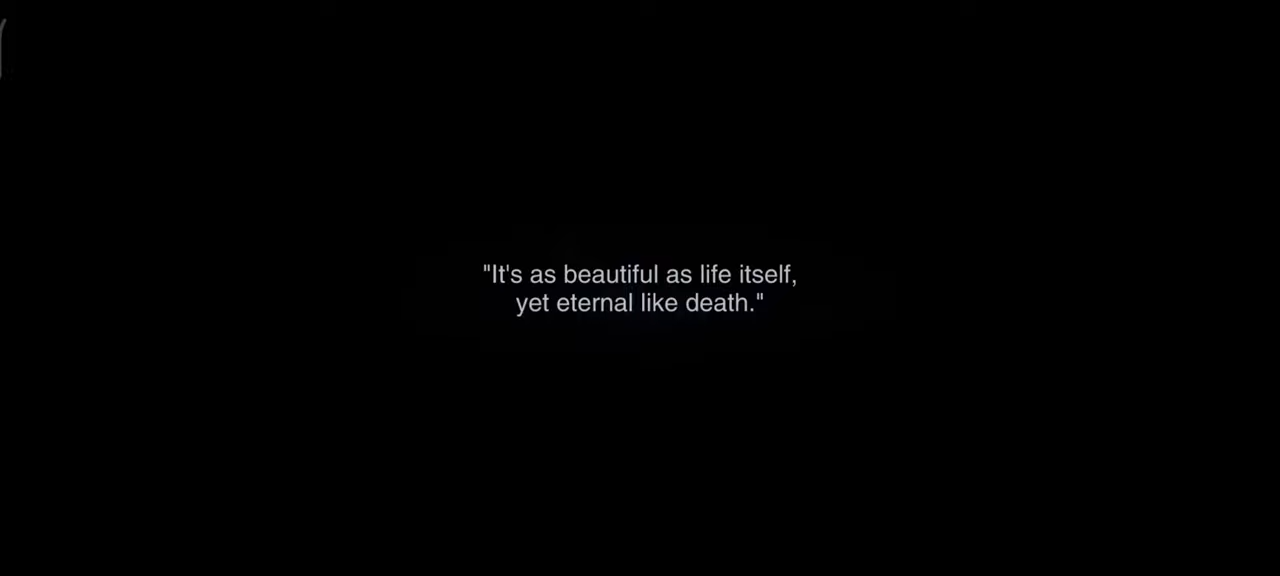 "It's as beautiful as life itself,
yet eternal like death."